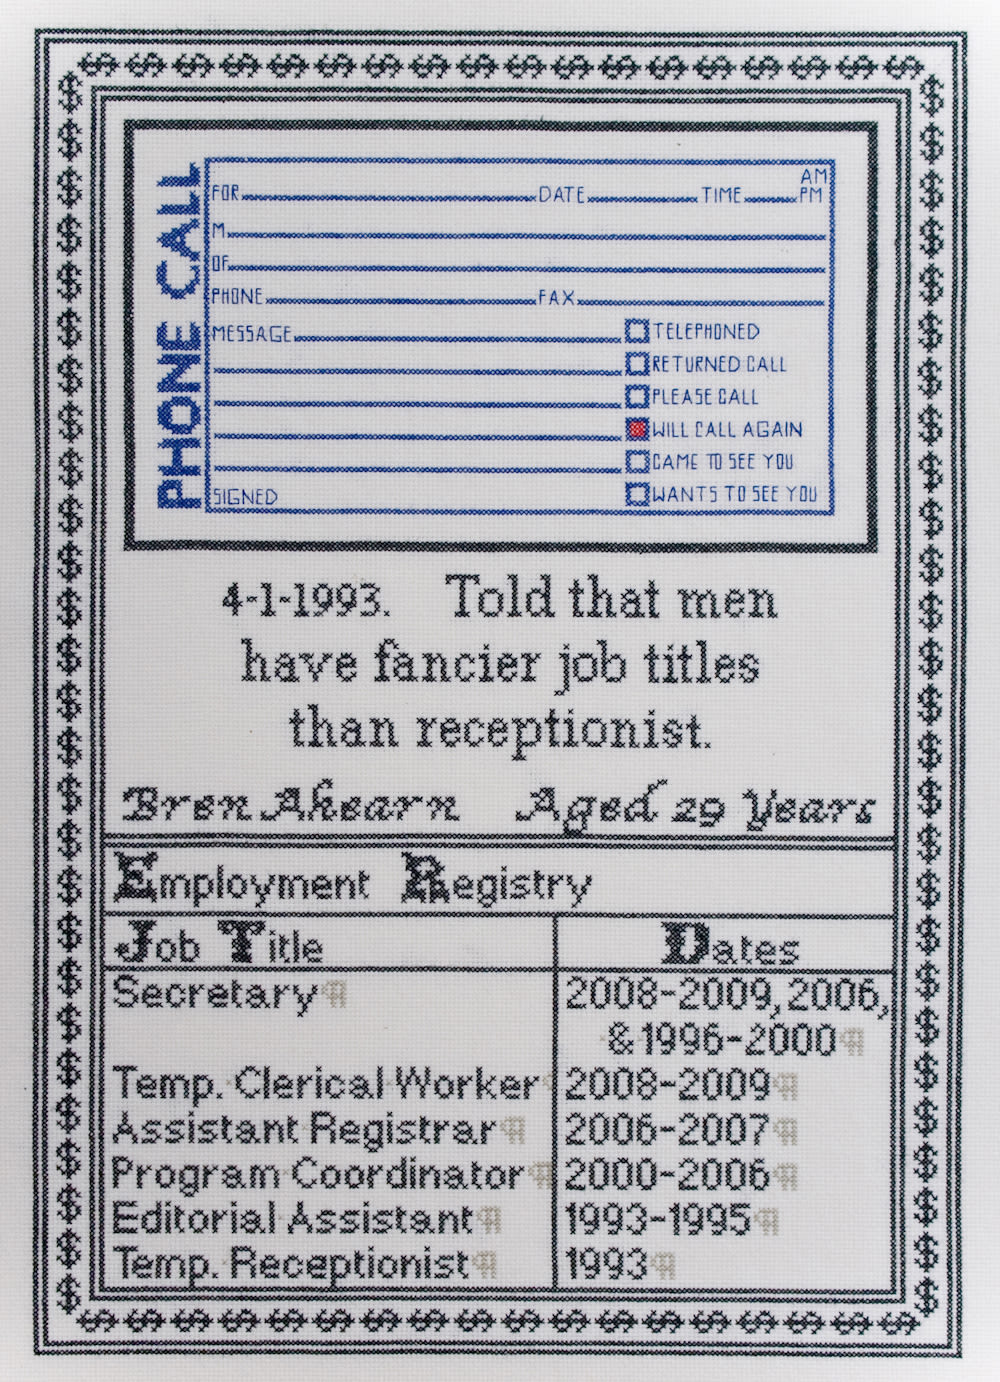 PHONE CALL
AM
FOR DATE TIME PM
M
OF
PHONE FAX
MESSAGE TELEPHONED
RETURNED CALL
PLEASE CALL
WILL CALL AGAIN
CAME TO SEE YOU
SIGNED WANTS TO SEE YOU
4-1-1993. Told that men
have fancier job titles
than receptionist.
Bren Ahearn Aged 29 Years
Employment Registry
Job Title Dates
Secretary¶ 2008-2009, 2006,
& 1996-2000¶
Temp. Clerical Worker¶ 2008-2009¶
Assistant Registrar¶ 2006-2007¶
Program Coordinator¶ 2000-2006¶
Editorial Assistant¶ 1993-1995¶
Temp. Receptionist¶ 1993¶